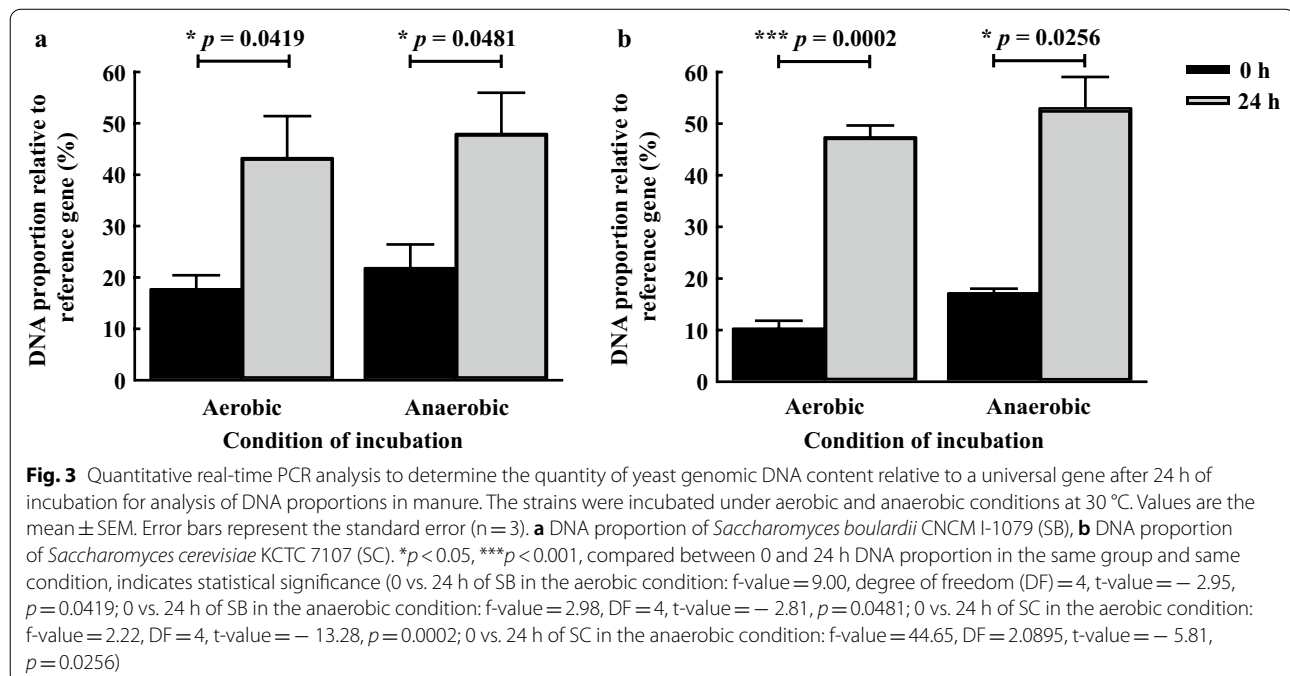 a
* p = 0.0419
* p = 0.0481
DNA proportion relative to
reference gene (%)
60
50
40
30
20
10
0
Aerobic
Anaerobic
Condition of incubation
b
*** p = 0.0002
* p = 0.0256
DNA proportion relative to
reference gene (%)
60
50
40
30
20
10
0
Aerobic
Anaerobic
Condition of incubation
0 h
24 h
Fig. 3 Quantitative real-time PCR analysis to determine the quantity of yeast genomic DNA content relative to a universal gene after 24 h of
incubation for analysis of DNA proportions in manure. The strains were incubated under aerobic and anaerobic conditions at 30 °C. Values are the
mean ± SEM. Error bars represent the standard error (n = 3). a DNA proportion of Saccharomyces boulardii CNCM I-1079 (SB), b DNA proportion
of Saccharomyces cerevisiae KCTC 7107 (SC). *p < 0.05, ***p < 0.001, compared between 0 and 24 h DNA proportion in the same group and same
condition, indicates statistical significance (0 vs. 24 h of SB in the aerobic condition: f-value = 9.00, degree of freedom (DF) = 4, t-value = − 2.95,
p = 0.0419; 0 vs. 24 h of SB in the anaerobic condition: f-value = 2.98, DF = 4, t-value = − 2.81, p = 0.0481; 0 vs. 24 h of SC in the aerobic condition:
f-value = 2.22, DF = 4, t-value = − 13.28, p = 0.0002; 0 vs. 24 h of SC in the anaerobic condition: f-value = 44.65, DF = 2.0895, t-value = − 5.81,
p = 0.0256)